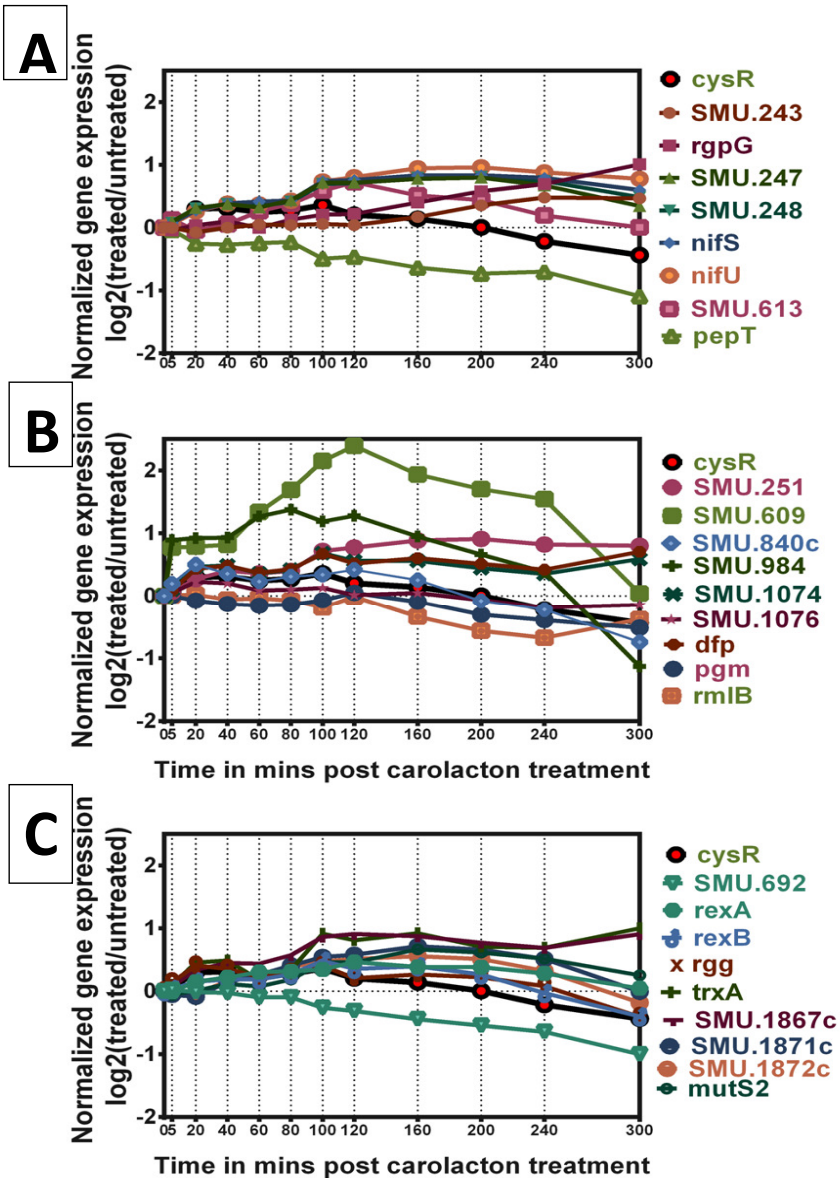 A
Normalized gene expression
log2(treated/untreated)
2
1
0
-1
-2
05 20 40 60 80 100 120 160 200 240 300
cysR
SMU.243
rgpG
SMU.247
SMU.248
nifS
nifU
SMU.613
pepT
B
Normalized gene expression
log2(treated/untreated)
2
1
0
-1
-2
05 20 40 60 80 100 120 160 200 240 300
Time in mins post carolacton treatment
cysR
SMU.251
SMU.609
SMU.840c
SMU.984
SMU.1074
SMU.1076
dfp
pgm
rmlB
C
Normalized gene expression
log2(treated/untreated)
2
1
0
-1
-2
05 20 40 60 80 100 120 160 200 240 300
Time in mins post carolacton treatment
cysR
SMU.692
rexA
rexB
x rgg
trxA
SMU.1867c
SMU.1871c
SMU.1872c
mutS2